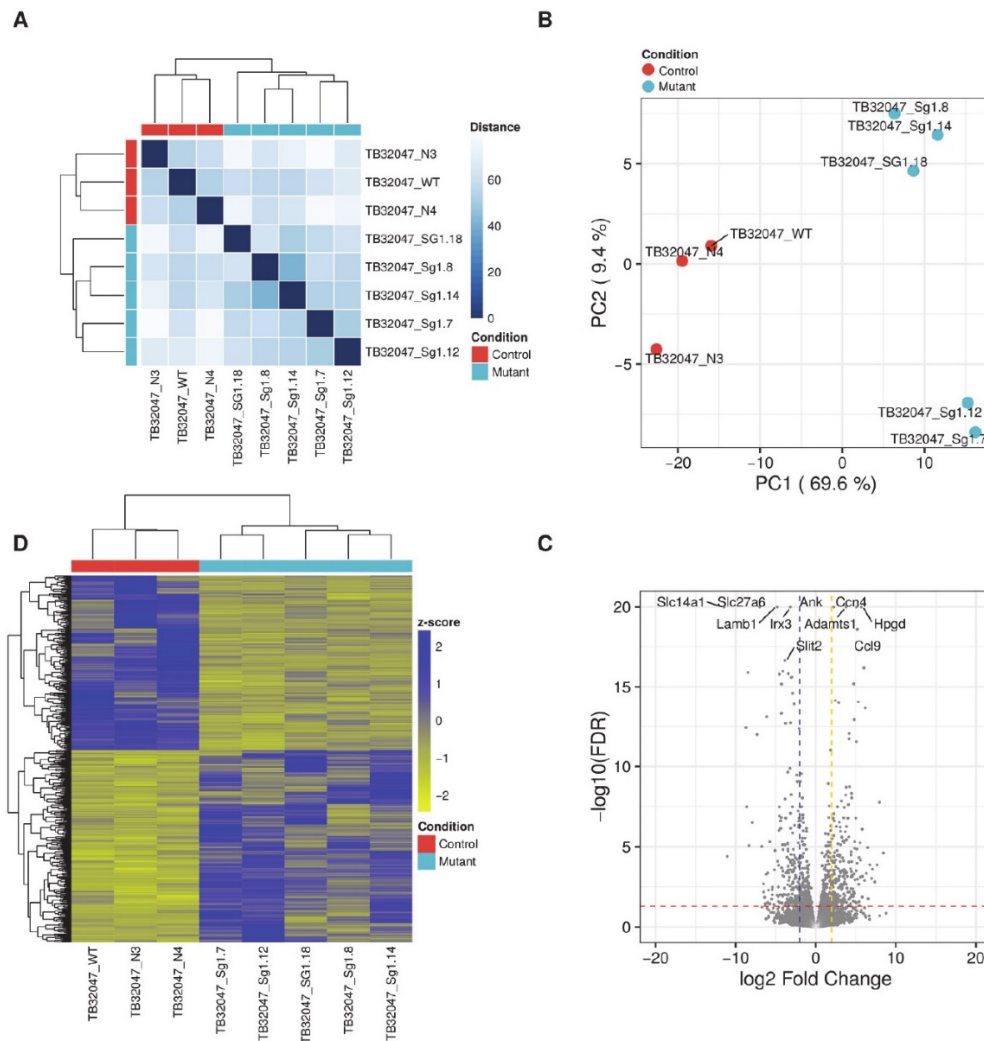 A
Distance
60
40
20
0
Condition
Control
Mutant
TB32047_N3
TB32047_WT
TB32047_N4
TB32047_SG1.18
TB32047_Sg1.8
TB32047_Sg1.14
TB32047_Sg1.7
TB32047_Sg1.12
TB32047_N3
TB32047_WT
TB32047_N4
TB32047_SG1.18
TB32047_Sg1.8
TB32047_Sg1.14
TB32047_Sg1.7
TB32047_Sg1.12
B
Condition
Control
Mutant
TB32047_Sg1.8
TB32047_Sg1.14
TB32047_SG1.18
TB32047_WT
TB32047_N4
TB32047_N3
TB32047_Sg1.12
TB32047_Sg1.7
5
0
−5
PC2 ( 9.4 %)
−20
−10
0
10
PC1 ( 69.6 %)
D
z-score
2
1
0
−1
−2
Condition
Control
Mutant
TB32047_WT
TB32047_N3
TB32047_N4
TB32047_Sg1.7
TB32047_Sg1.12
TB32047_SG1.18
TB32047_Sg1.8
TB32047_Sg1.14
C
Slc14a1 Slc27a6 Ank Ccn4
Lamb1 Irx3 Adamts1 Hpgd
Slit2 Ccl9
20
15
10
5
0
−log10(FDR)
−20
−10
0
10
20
log2 Fold Change